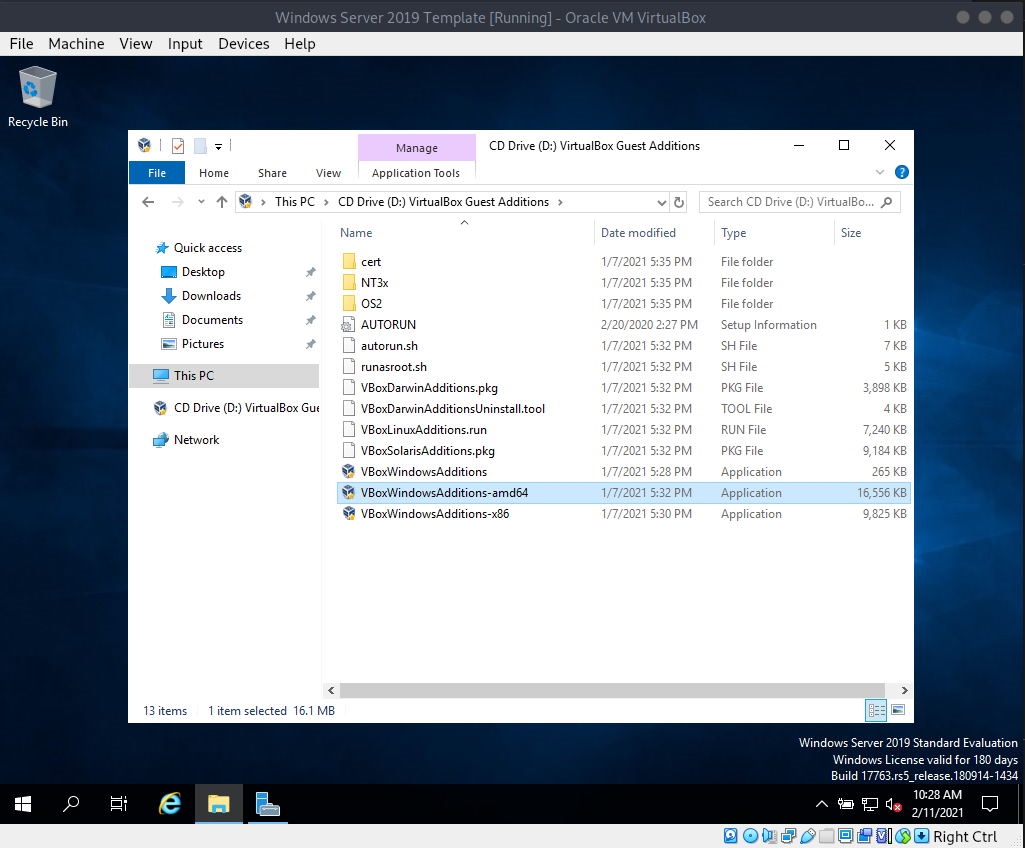 Windows Server 2019 Template [Running] - Oracle VM VirtualBox
File Machine View Input Devices Help
Recycle Bin
Manage CD Drive (D:) VirtualBox Guest Additions
File Home Share View Application Tools
This PC CD Drive (D:) VirtualBox Guest Additions Search CD Drive (D:) VirtualBo...
Name Date modified Type Size
Quick access
Desktop
Downloads
Documents
Pictures
This PC
CD Drive (D:) VirtualBox Gue
Network
cert 1/7/2021 5:35 PM File folder
NT3x 1/7/2021 5:35 PM File folder
OS2 1/7/2021 5:35 PM File folder
AUTORUN 2/20/2020 2:27 PM Setup Information 1 KB
autorun.sh 1/7/2021 5:32 PM SH File 7 KB
runasroot.sh 1/7/2021 5:32 PM SH File 5 KB
VBoxDarwinAdditions.pkg 1/7/2021 5:32 PM PKG File 3,898 KB
VBoxDarwinAdditionsUninstall.tool 1/7/2021 5:32 PM TOOL File 4 KB
VBoxLinuxAdditions.run 1/7/2021 5:32 PM RUN File 7,240 KB
VBoxSolarisAdditions.pkg 1/7/2021 5:32 PM PKG File 9,184 KB
VBoxWindowsAdditions 1/7/2021 5:28 PM Application 265 KB
VBoxWindowsAdditions-amd64 1/7/2021 5:32 PM Application 16,556 KB
VBoxWindowsAdditions-x86 1/7/2021 5:30 PM Application 9,825 KB
13 items 1 item selected 16.1 MB
Windows Server 2019 Standard Evaluation
Windows License valid for 180 days
Build 17763.rs5_release.180914-1434
10:28 AM
2/11/2021
Right Ctrl